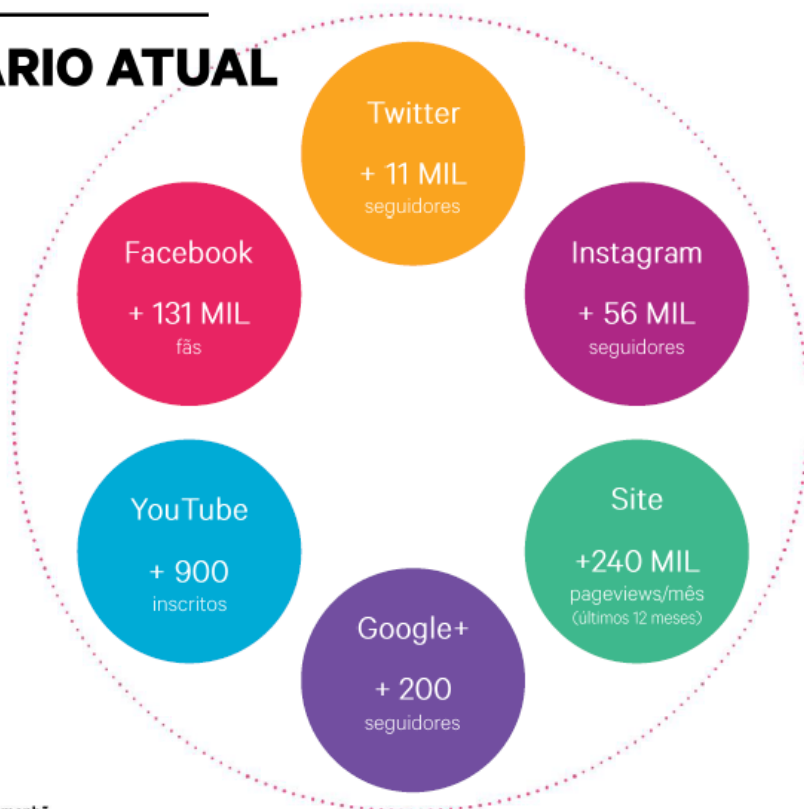 ÁRIO ATUAL
Twitter
+ 11 MIL
seguidores
Facebook
+ 131 MIL
fãs
Instagram
+ 56 MIL
seguidores
YouTube
+ 900
inscritos
Site
+240 MIL
pageviews/mês
(últimos 12 meses)
Google+
+ 200
seguidores